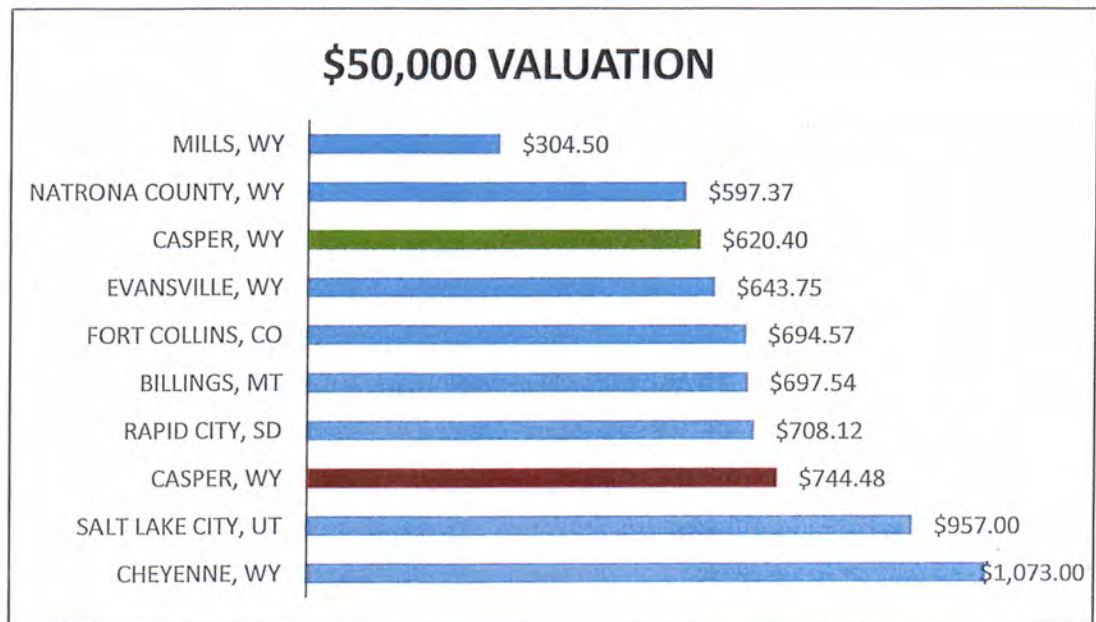 $50,000 VALUATION
MILLS, WY $304.50
NATRONA COUNTY, WY $597.37
CASPER, WY $620.40
EVANSVILLE, WY $643.75
FORT COLLINS, CO $694.57
BILLINGS, MT $697.54
RAPID CITY, SD $708.12
CASPER, WY $744.48
SALT LAKE CITY, UT $957.00
CHEYENNE, WY $1,073.00